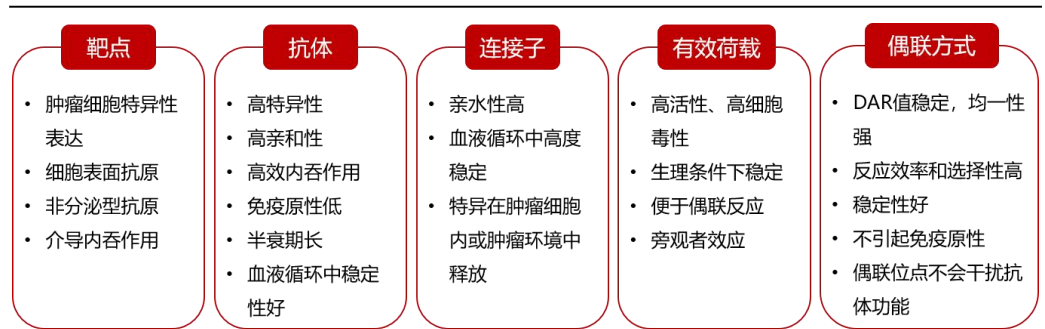 靶点
• 肿瘤细胞特异性
表达
• 细胞表面抗原
• 非分泌型抗原
• 介导内吞作用
抗体
• 高特异性
• 高亲和性
• 高效内吞作用
• 免疫原性低
• 半衰期长
• 血液循环中稳定
性好
连接子
• 亲水性高
• 血液循环中高度
稳定
• 特异在肿瘤细胞
内或肿瘤环境中
释放
有效荷载
• 高活性、高细胞
毒性
• 生理条件下稳定
• 便于偶联反应
• 旁观者效应
偶联方式
• DAR值稳定，均一性
强
• 反应效率和选择性高
• 稳定性好
• 不引起免疫原性
• 偶联位点不会干扰抗
体功能